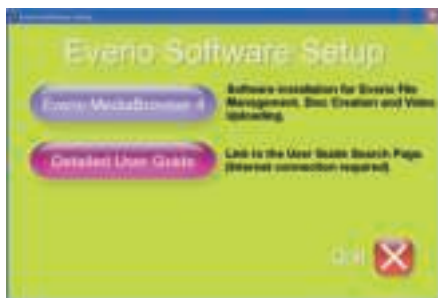 Everio Software Setup
Everio MediaBrowser 4
Software installation for Everio File
Management, Disc Creation and Video
Uploading.
Detailed User Guide
Link to the User Guide Search Page
(Internet connection required)
Quit